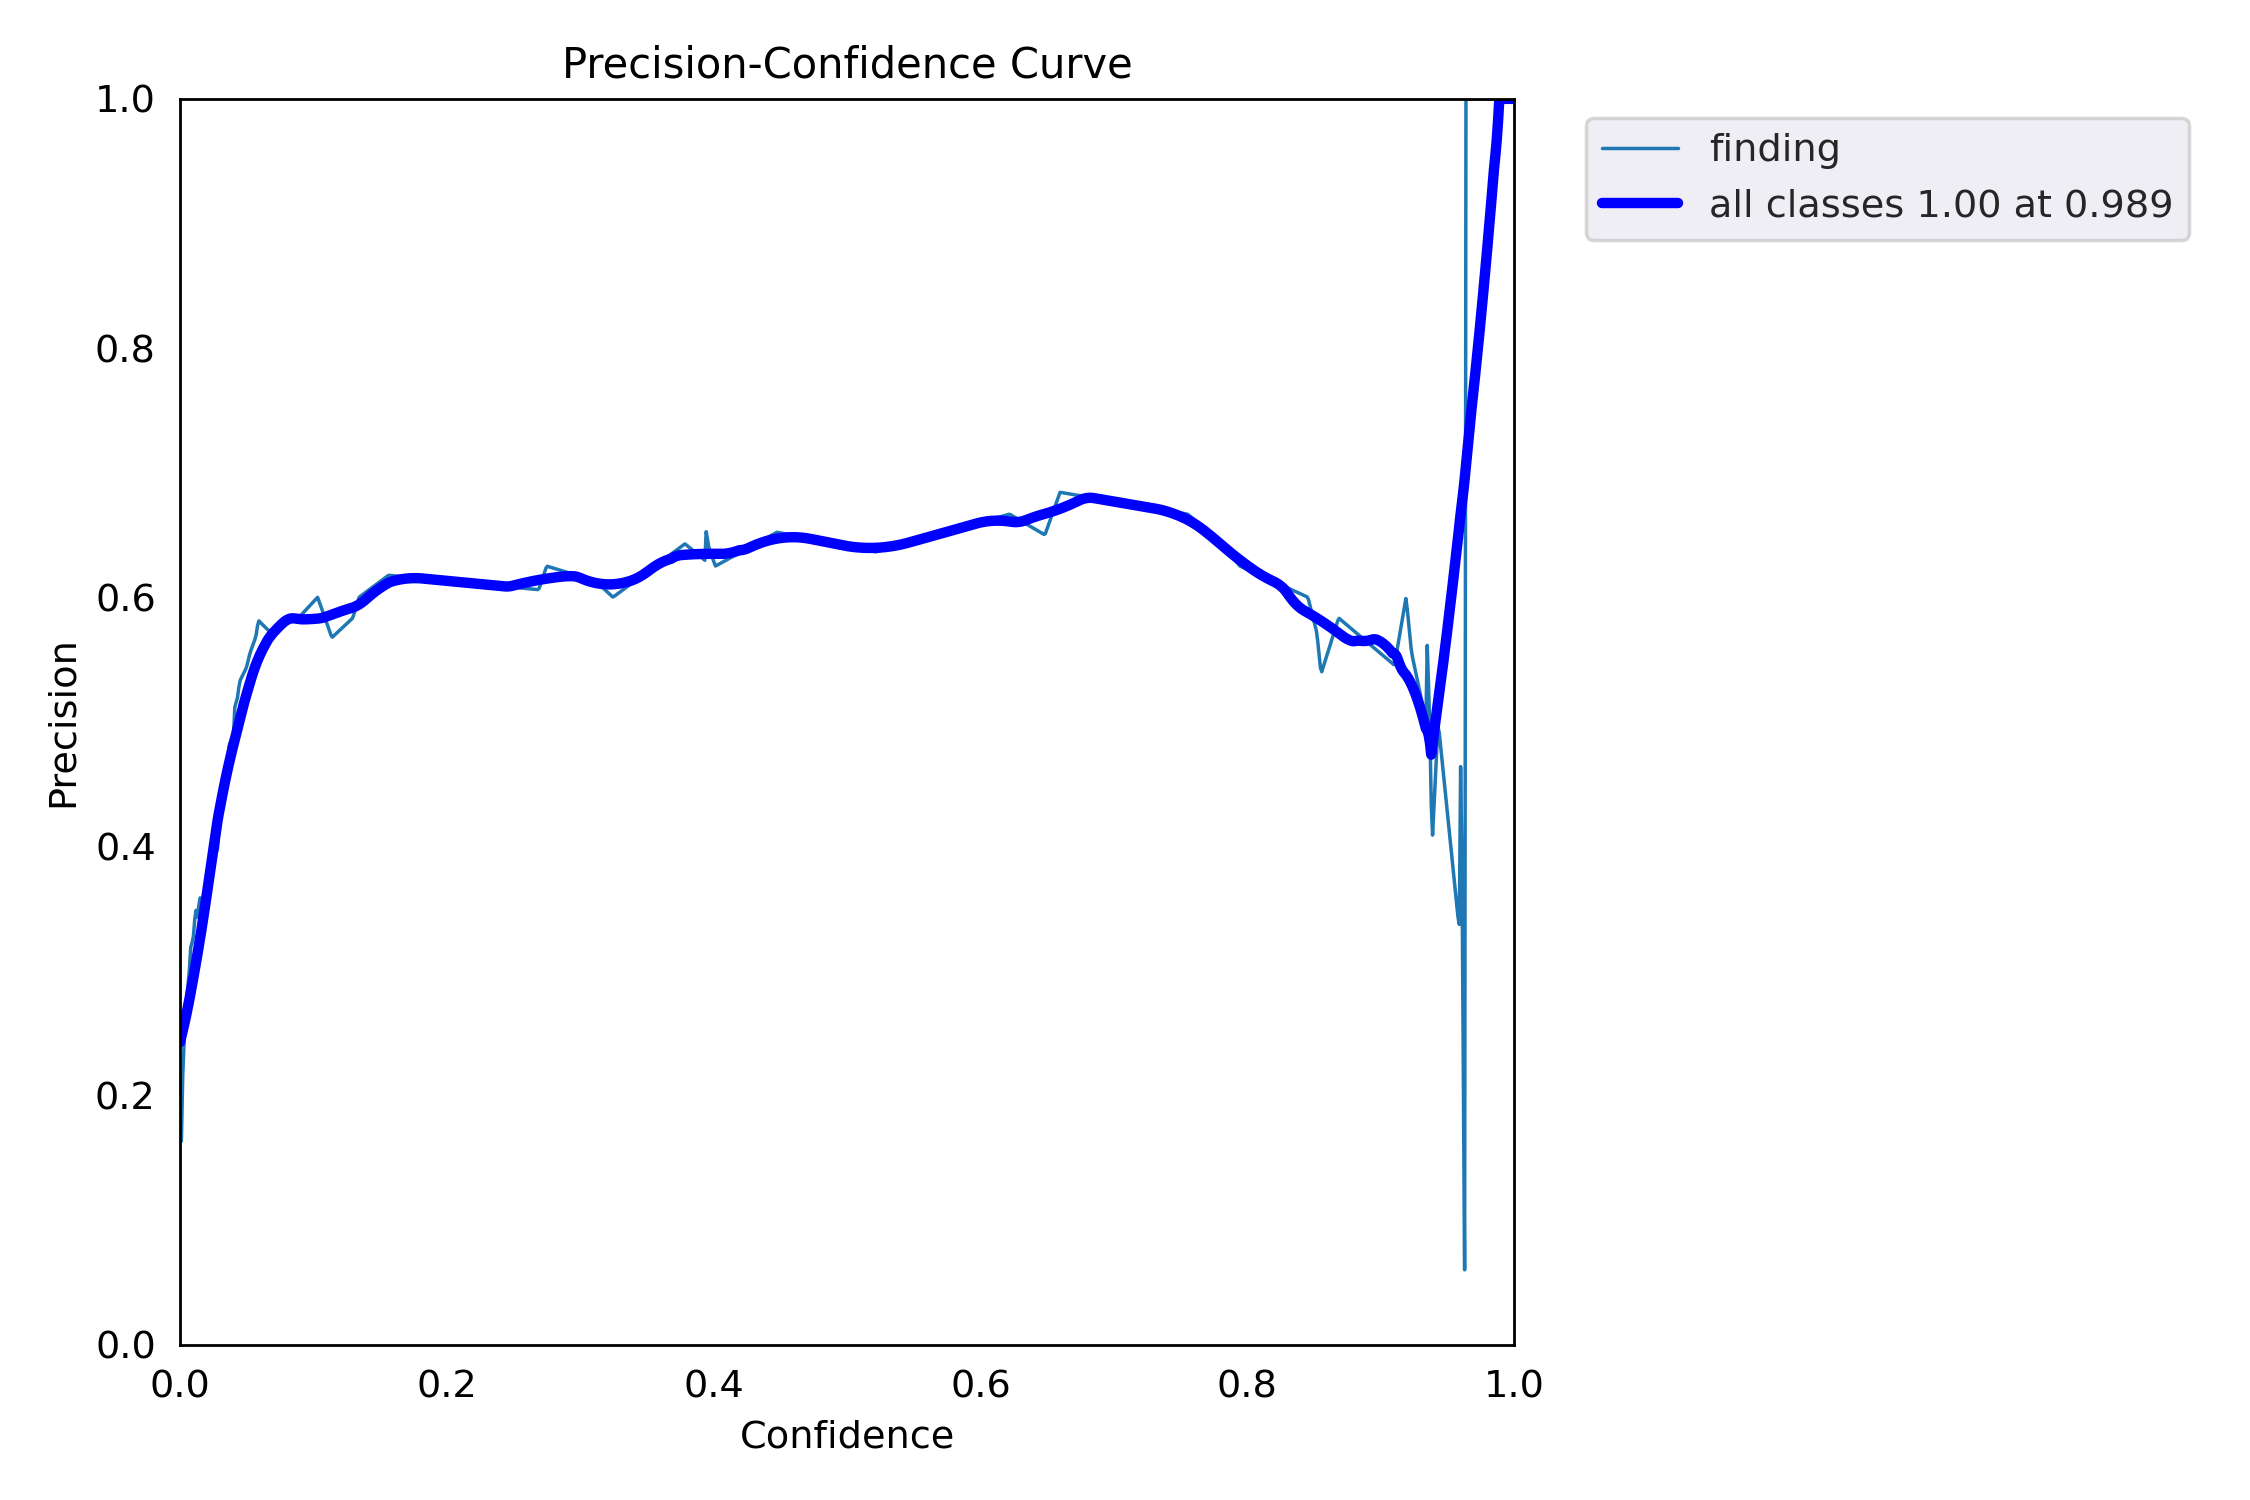 Precision-Confidence Curve
1.0
0.8
0.6
0.4
0.2
0.0
Precision
0.0 0.2 0.4 0.6 0.8 1.0
Confidence
finding
all classes 1.00 at 0.989